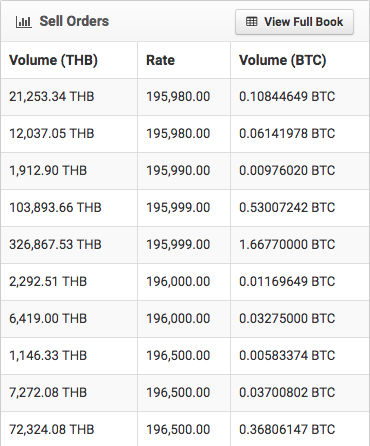 Sell Orders View Full Book
Volume (THB) Rate Volume (BTC)
21,253.34 THB 195,980.00 0.10844649 BTC
12,037.05 THB 195,980.00 0.06141978 BTC
1,912.90 THB 195,990.00 0.00976020 BTC
103,893.66 THB 195,999.00 0.53007242 BTC
326,867.53 THB 195,999.00 1.66770000 BTC
2,292.51 THB 196,000.00 0.01169649 BTC
6,419.00 THB 196,000.00 0.03275000 BTC
1,146.33 THB 196,500.00 0.00583374 BTC
7,272.08 THB 196,500.00 0.03700802 BTC
72,324.08 THB 196,500.00 0.36806147 BTC